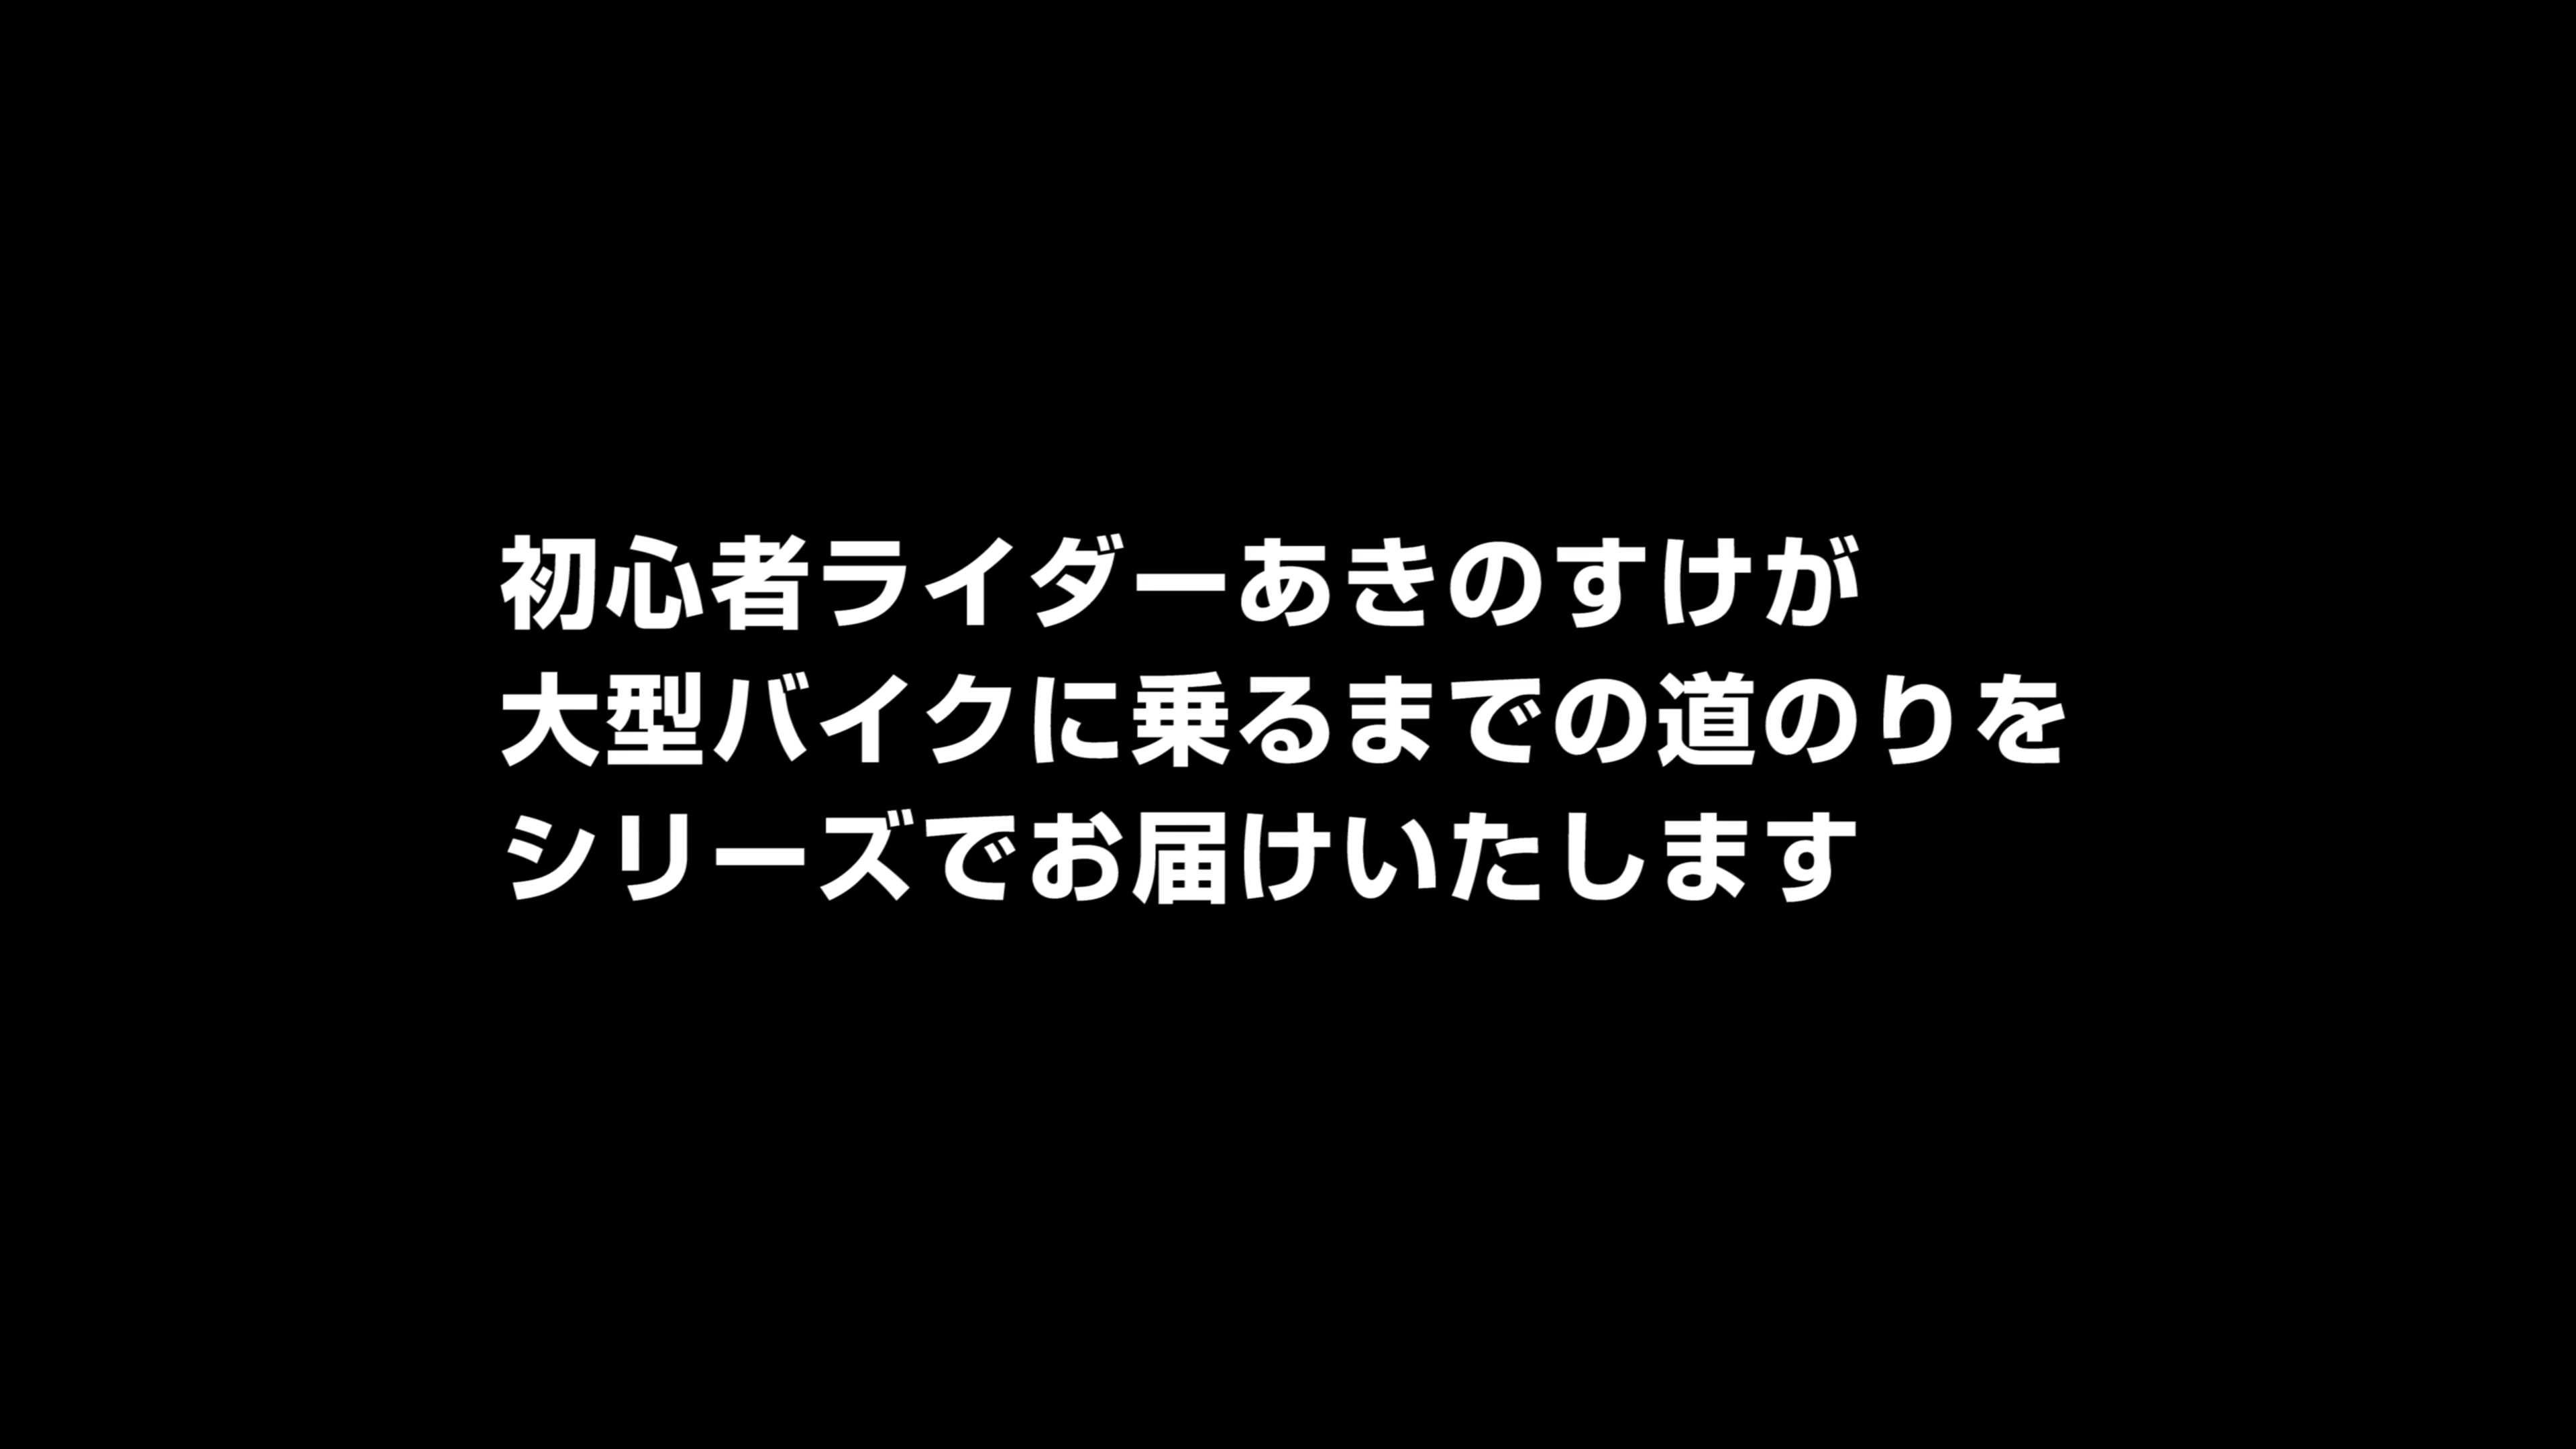 初心者ライダーあきのすけが
大型バイクに乗るまでの道のりを
シリーズでお届けいたします